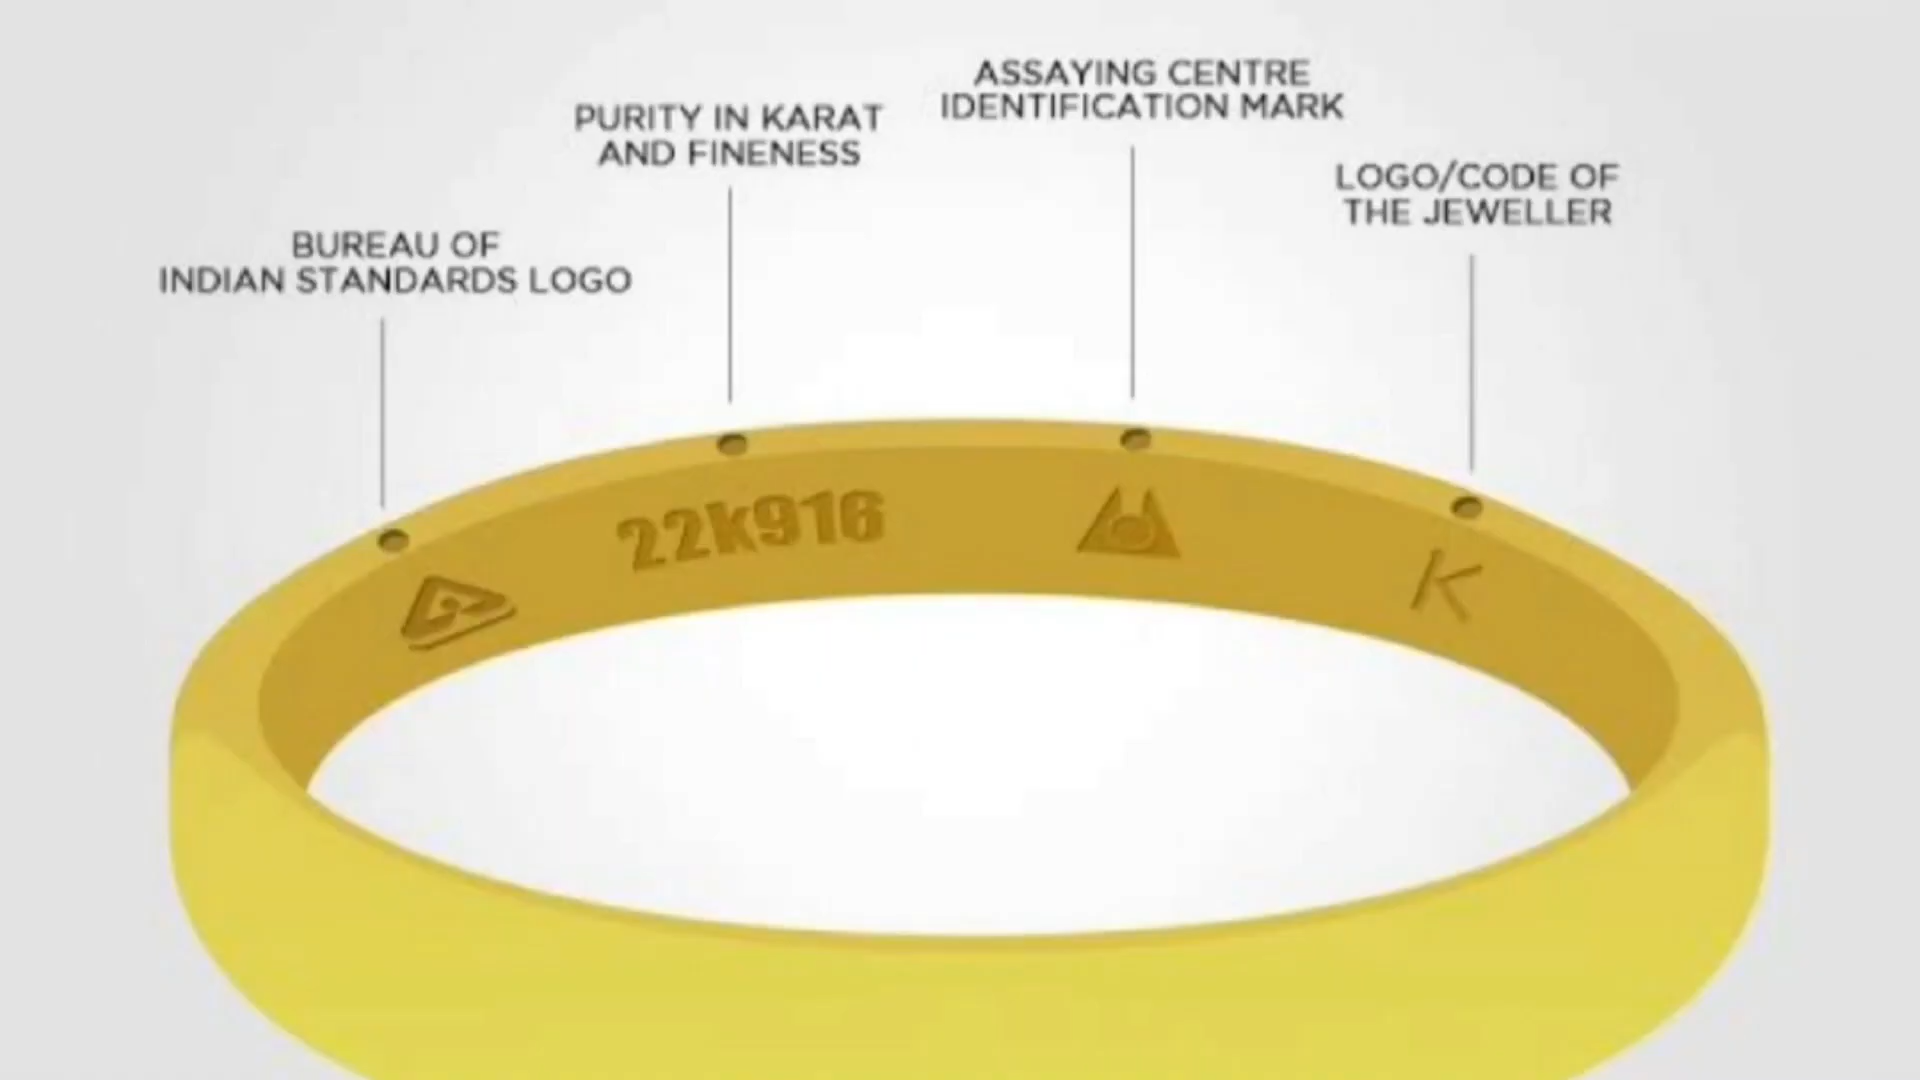 BUREAU OF
INDIAN STANDARDS LOGO
PURITY IN KARAT
AND FINENESS
ASSAYING CENTRE
IDENTIFICATION MARK
LOGO/CODE OF
THE JEWELLER
22k916
K